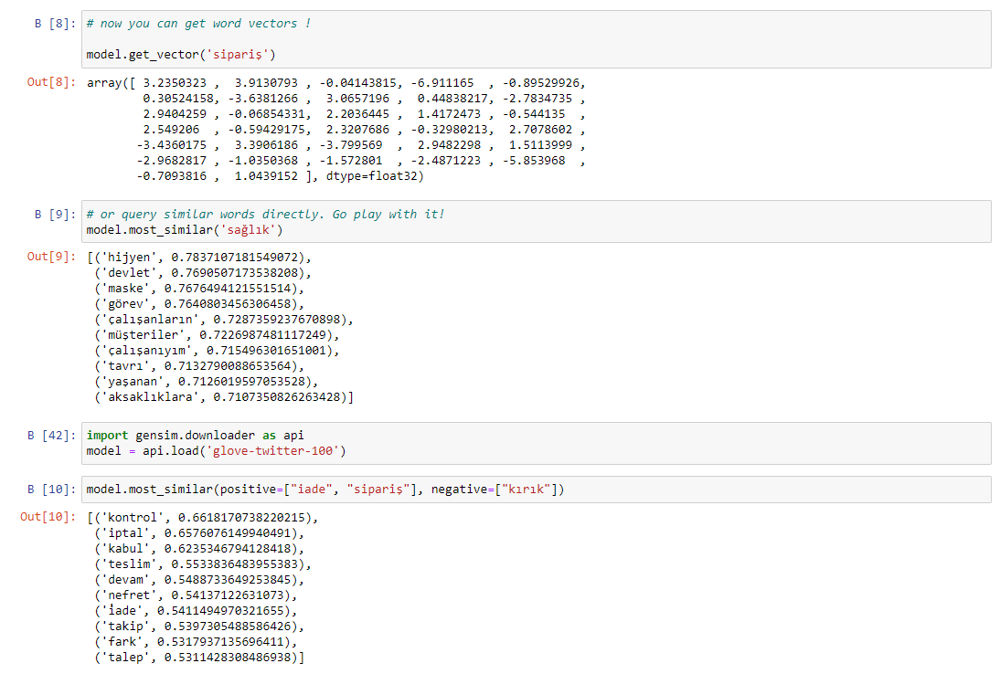 B [8]: # now you can get word vectors !
model.get_vector('sipariş')
Out[8]: array([ 3.2350323 ,  3.9130793 , -0.04143815, -6.911165  , -0.89529926,
0.30524158, -3.6381266 ,  3.0657196 ,  0.44838217, -2.7834735 ,
2.9404259 , -0.06854331,  2.2036445 ,  1.4172473 , -0.544135  ,
2.549206  , -0.59429175,  2.3207686 , -0.32980213,  2.7078602 ,
-3.4360175 ,  3.3906186 , -3.799569  ,  2.9482298 ,  1.5113999 ,
-2.9682817 , -1.0350368 , -1.572801  , -2.4871223 , -5.853968  ,
-0.7093816 ,  1.0439152 ], dtype=float32)
B [9]: # or query similar words directly. Go play with it!
model.most_similar('sağlık')
Out[9]: [('hijyen', 0.7837107181549072),
('devlet', 0.7690507173538208),
('maske', 0.7676494121551514),
('görev', 0.7640803456306458),
('çalışanların', 0.7287359237670898),
('müşteriler', 0.7226987481117249),
('çalışanıyım', 0.715496301651001),
('tavrı', 0.7132790088653564),
('yaşanan', 0.7126019597053528),
('aksaklıklara', 0.7107350826263428)]
B [42]: import gensim.downloader as api
model = api.load('glove-twitter-100')
B [10]: model.most_similar(positive=["iade", "sipariş"], negative=["kırık"])
Out[10]: [('kontrol', 0.6618170738220215),
('iptal', 0.6576076149940491),
('kabul', 0.6235346794128418),
('teslim', 0.5533836483955383),
('devam', 0.5488733649253845),
('nefret', 0.54137122631073),
('i̇ade', 0.5411494970321655),
('takip', 0.5397305488586426),
('fark', 0.5317937135696411),
('talep', 0.5311428308486938)]